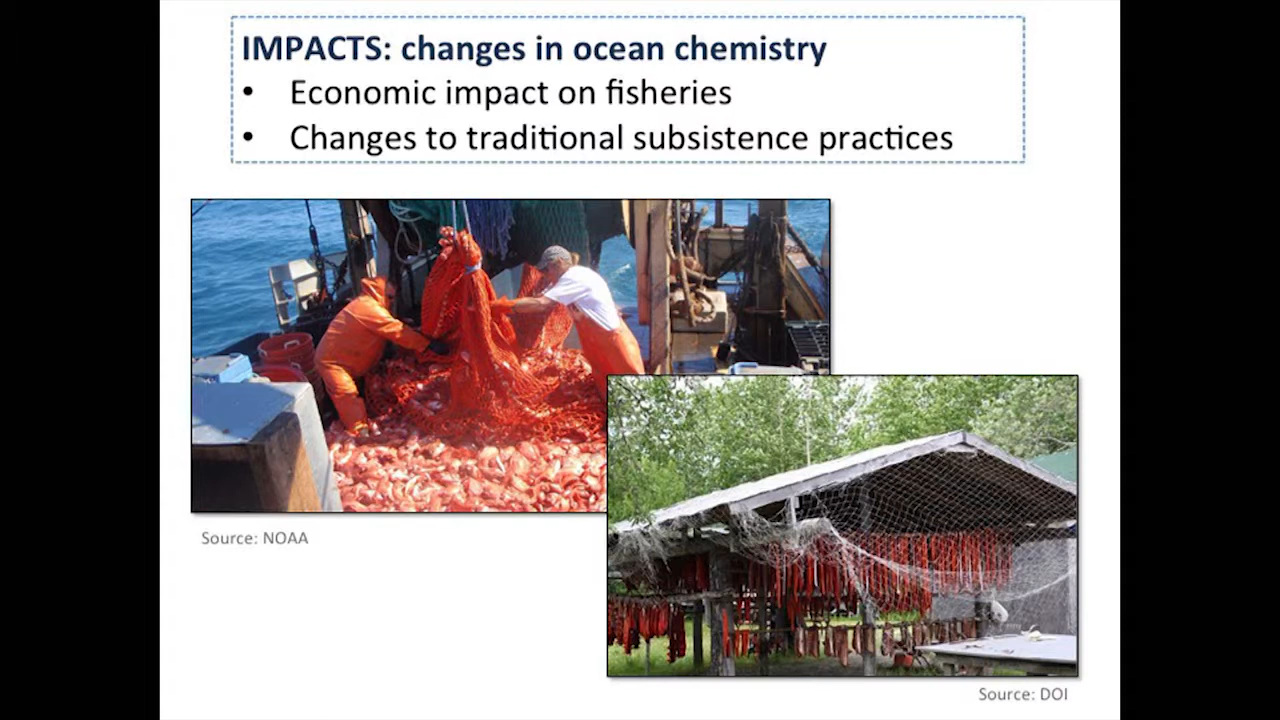 IMPACTS: changes in ocean chemistry
• Economic impact on fisheries
• Changes to traditional subsistence practices
Source: NOAA
Source: DOI